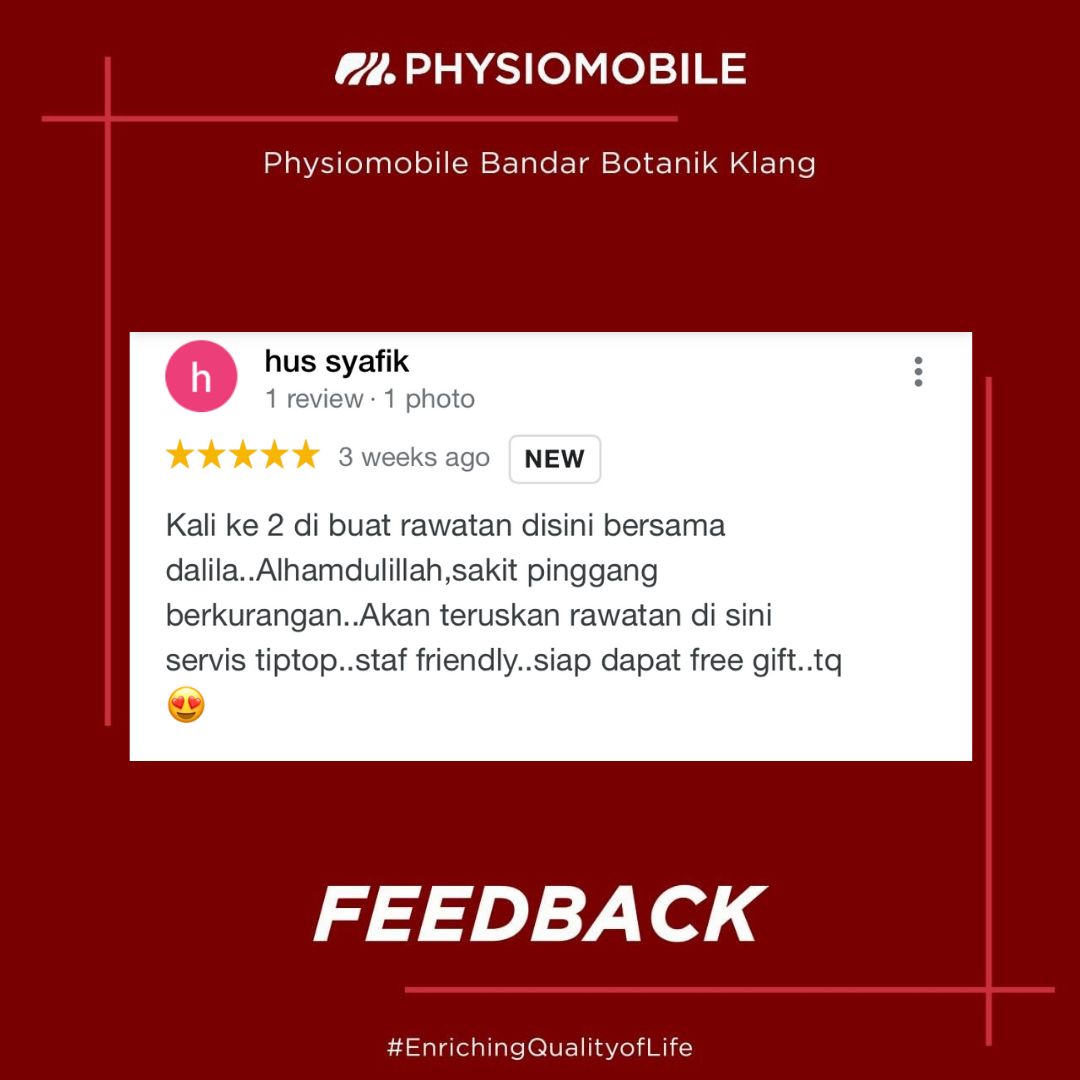 PHYSIOMOBILE
Physiomobile Bandar Botanik Klang
h
hus syafik
1 review · 1 photo
3 weeks ago NEW
Kali ke 2 di buat rawatan disini bersama
dalila..Alhamdulillah,sakit pinggang
berkurangan..Akan teruskan rawatan di sini
servis tiptop..staf friendly..siap dapat free gift..tq
😍
FEEDBACK
#EnrichingQualityofLife